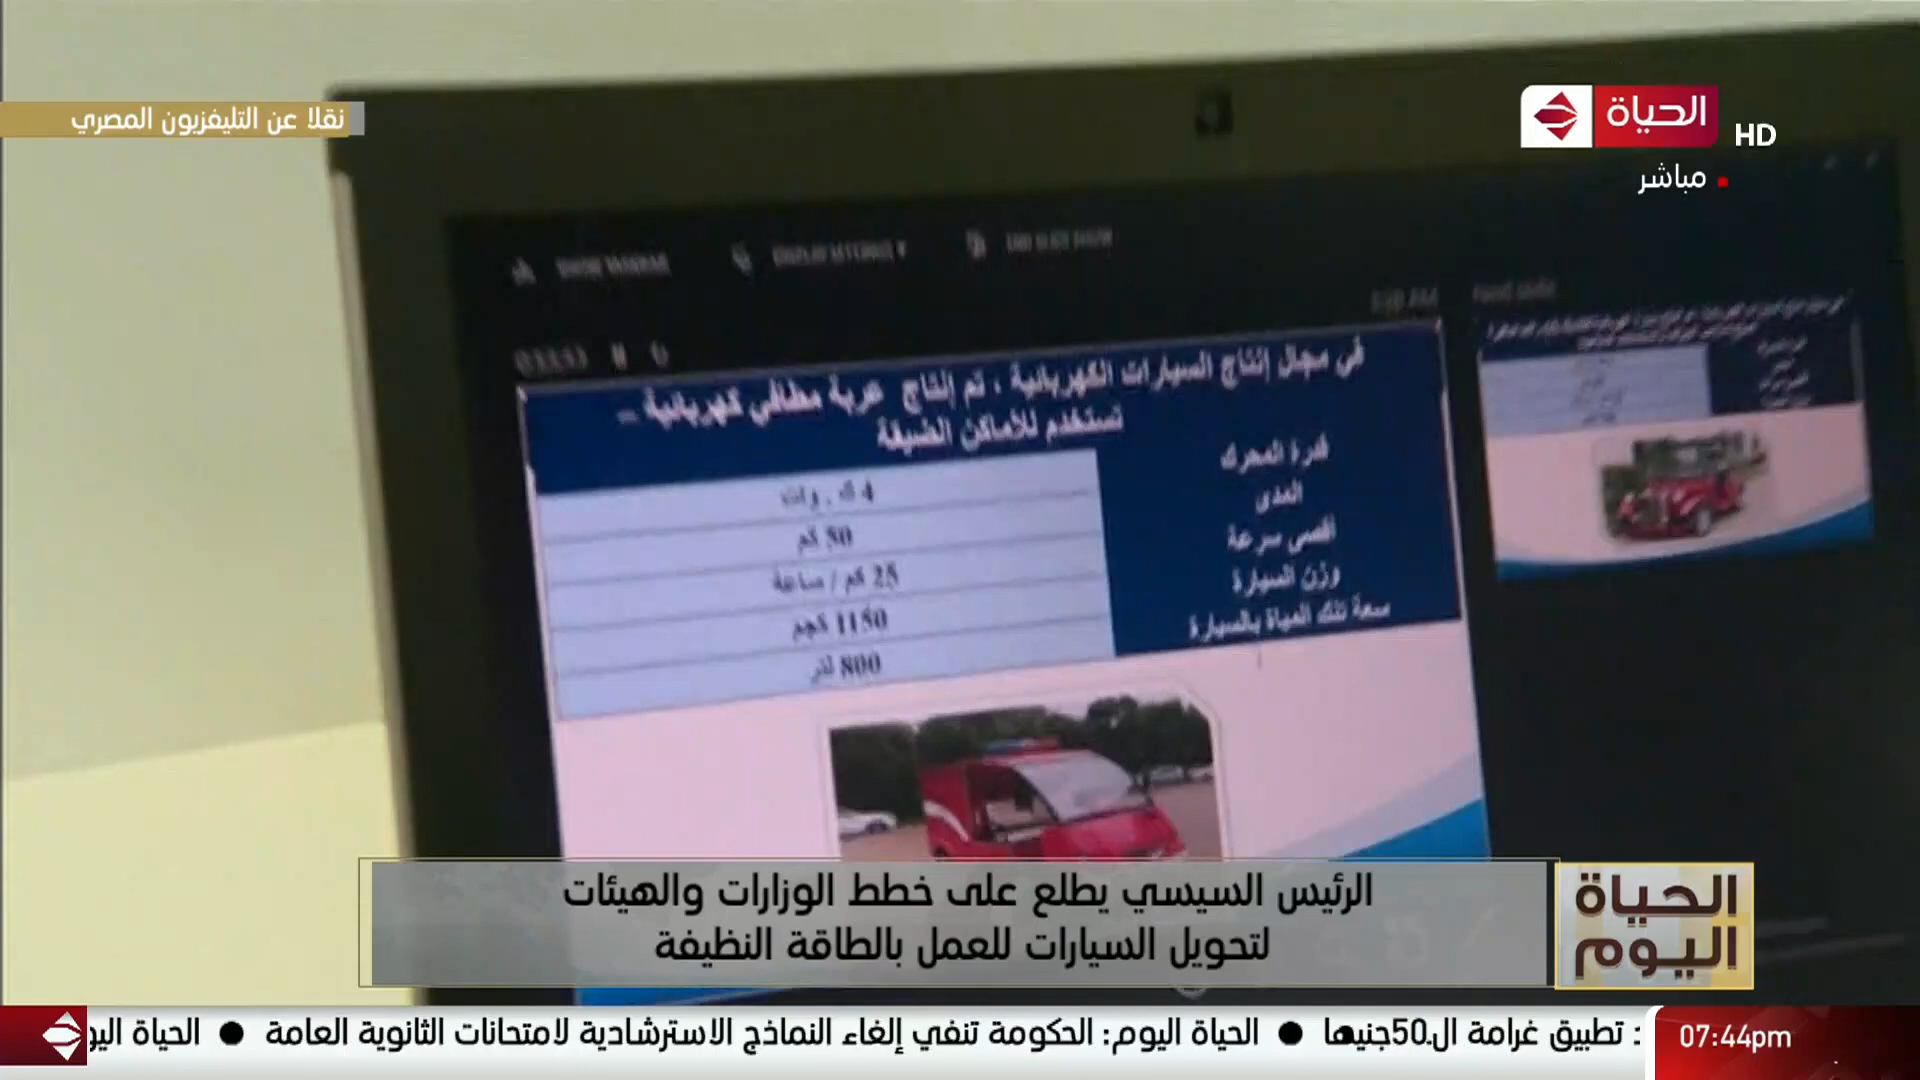 نقلا عن التليفزيون المصري
الحياة
HD
مباشر
في مجال إنتاج السيارات الكهربائية ، تم إنتاج عربة مطافي كهربائية –
تستخدم للأماكن الضيقة
قدرة المحرك
4 ك . وات
المدى
50 كم
أقصى سرعة
25 كم / ساعة
وزن السيارة
1150 كجم
سعة تنك المياة بالسيارة
800 لتر
الرئيس السيسي يطلع على خطط الوزارات والهيئات
لتحويل السيارات للعمل بالطاقة النظيفة
الحياة
اليوم
تطبيق غرامة الـ50جنيها ● الحياة اليوم: الحكومة تنفي إلغاء النماذج الاسترشادية لامتحانات الثانوية العامة ● الحياة
07:44pm